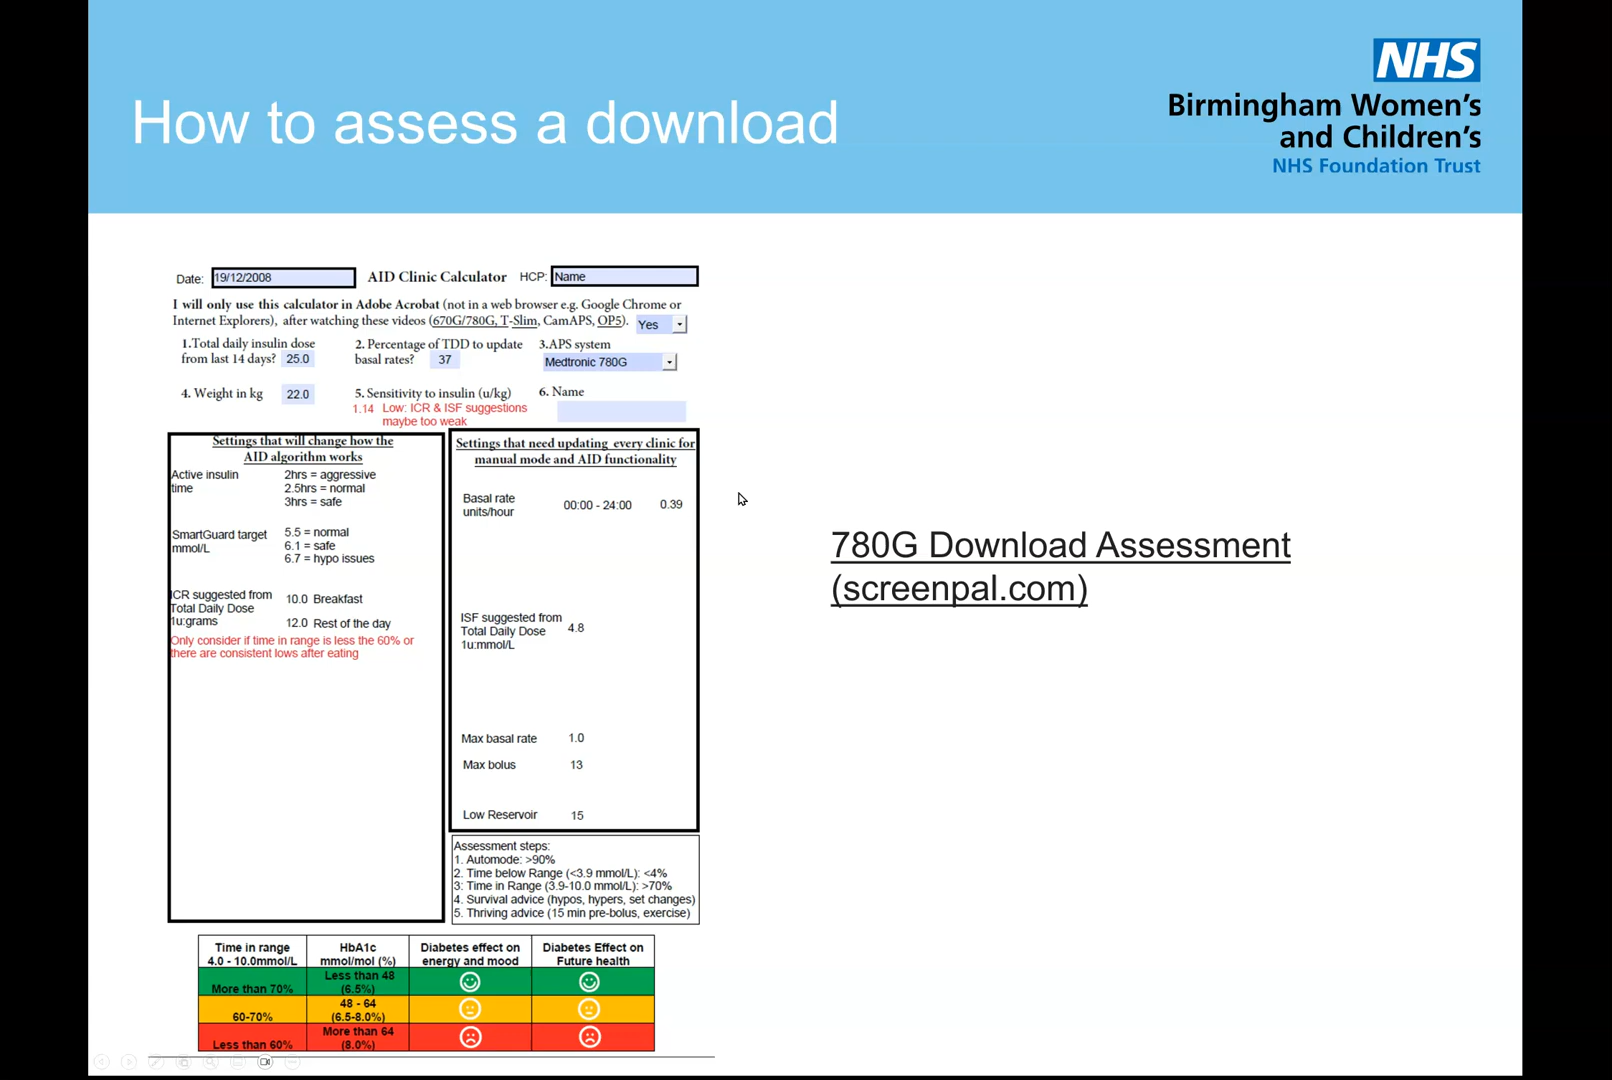 How to assess a download
NHS
Birmingham Women's
and Children's
NHS Foundation Trust
Date: 19/12/2008 AID Clinic Calculator HCP: Name
I will only use this calculator in Adobe Acrobat (not in a web browser e.g. Google Chrome or
Internet Explorers), after watching these videos (670G/780G, T-Slim, CamAPS, OP5). Yes
1.Total daily insulin dose
from last 14 days? 25.0
2. Percentage of TDD to update
basal rates? 37
3.APS system
Medtronic 780G
4. Weight in kg 22.0
5. Sensitivity to insulin (u/kg)
1.14 Low: ICR & ISF suggestions
maybe too weak
6. Name
Settings that will change how the
AID algorithm works
Active insulin
time
2hrs = aggressive
2.5hrs = normal
3hrs = safe
SmartGuard target
mmol/L
5.5 = normal
6.1 = safe
6.7 = hypo issues
ICR suggested from
Total Daily Dose
1u:grams
10.0 Breakfast
12.0 Rest of the day
Only consider if time in range is less the 60% or
there are consistent lows after eating
Settings that need updating every clinic for
manual mode and AID functionality
Basal rate
units/hour
00:00 - 24:00 0.39
ISF suggested from
Total Daily Dose
1u:mmol/L
4.8
Max basal rate 1.0
Max bolus 13
Low Reservoir 15
Assessment steps:
1. Automode: >90%
2. Time below Range (<3.9 mmol/L): <4%
3: Time in Range (3.9-10.0 mmol/L): >70%
4. Survival advice (hypos, hypers, set changes)
5. Thriving advice (15 min pre-bolus, exercise)
780G Download Assessment
(screenpal.com)
Time in range
4.0 - 10.0mmol/L
HbA1c
mmol/mol (%)
Diabetes effect on
energy and mood
Diabetes Effect on
Future health
More than 70%
Less than 48
(6.5%)
60-70%
48 - 64
(6.5-8.0%)
Less than 60%
More than 64
(8.0%)